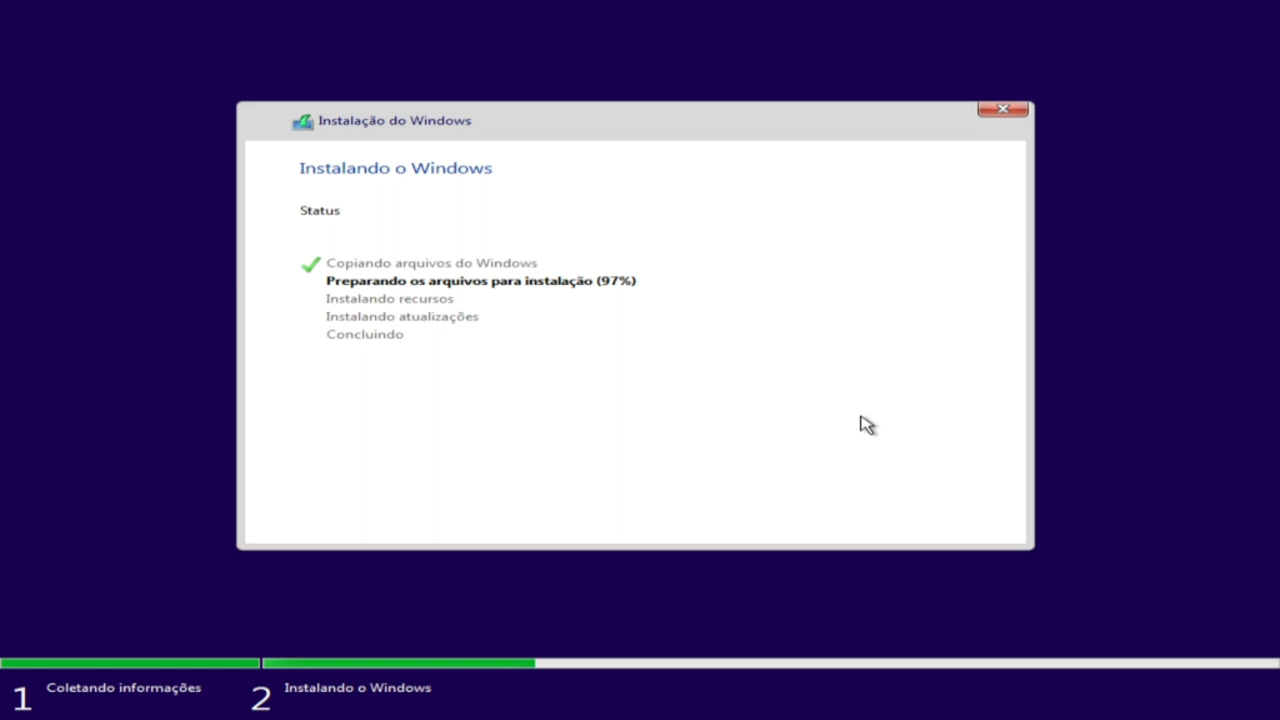 Instalação do Windows
Instalando o Windows
Status
Copiando arquivos do Windows
Preparando os arquivos para instalação (97%)
Instalando recursos
Instalando atualizações
Concluindo
1 Coletando informações
2 Instalando o Windows